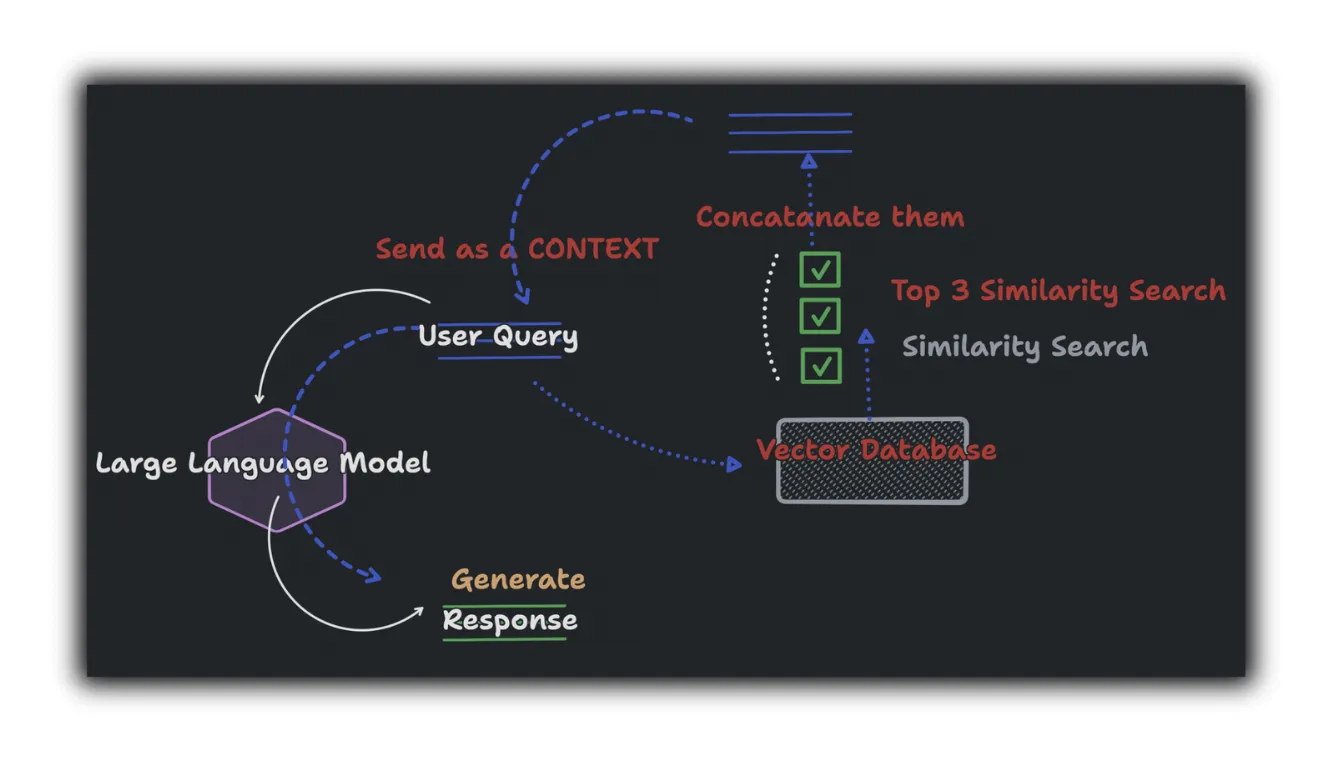 Concatanate them
Send as a CONTEXT
Top 3 Similarity Search
User Query
Similarity Search
Vector Database
Large Language Model
Generate
Response